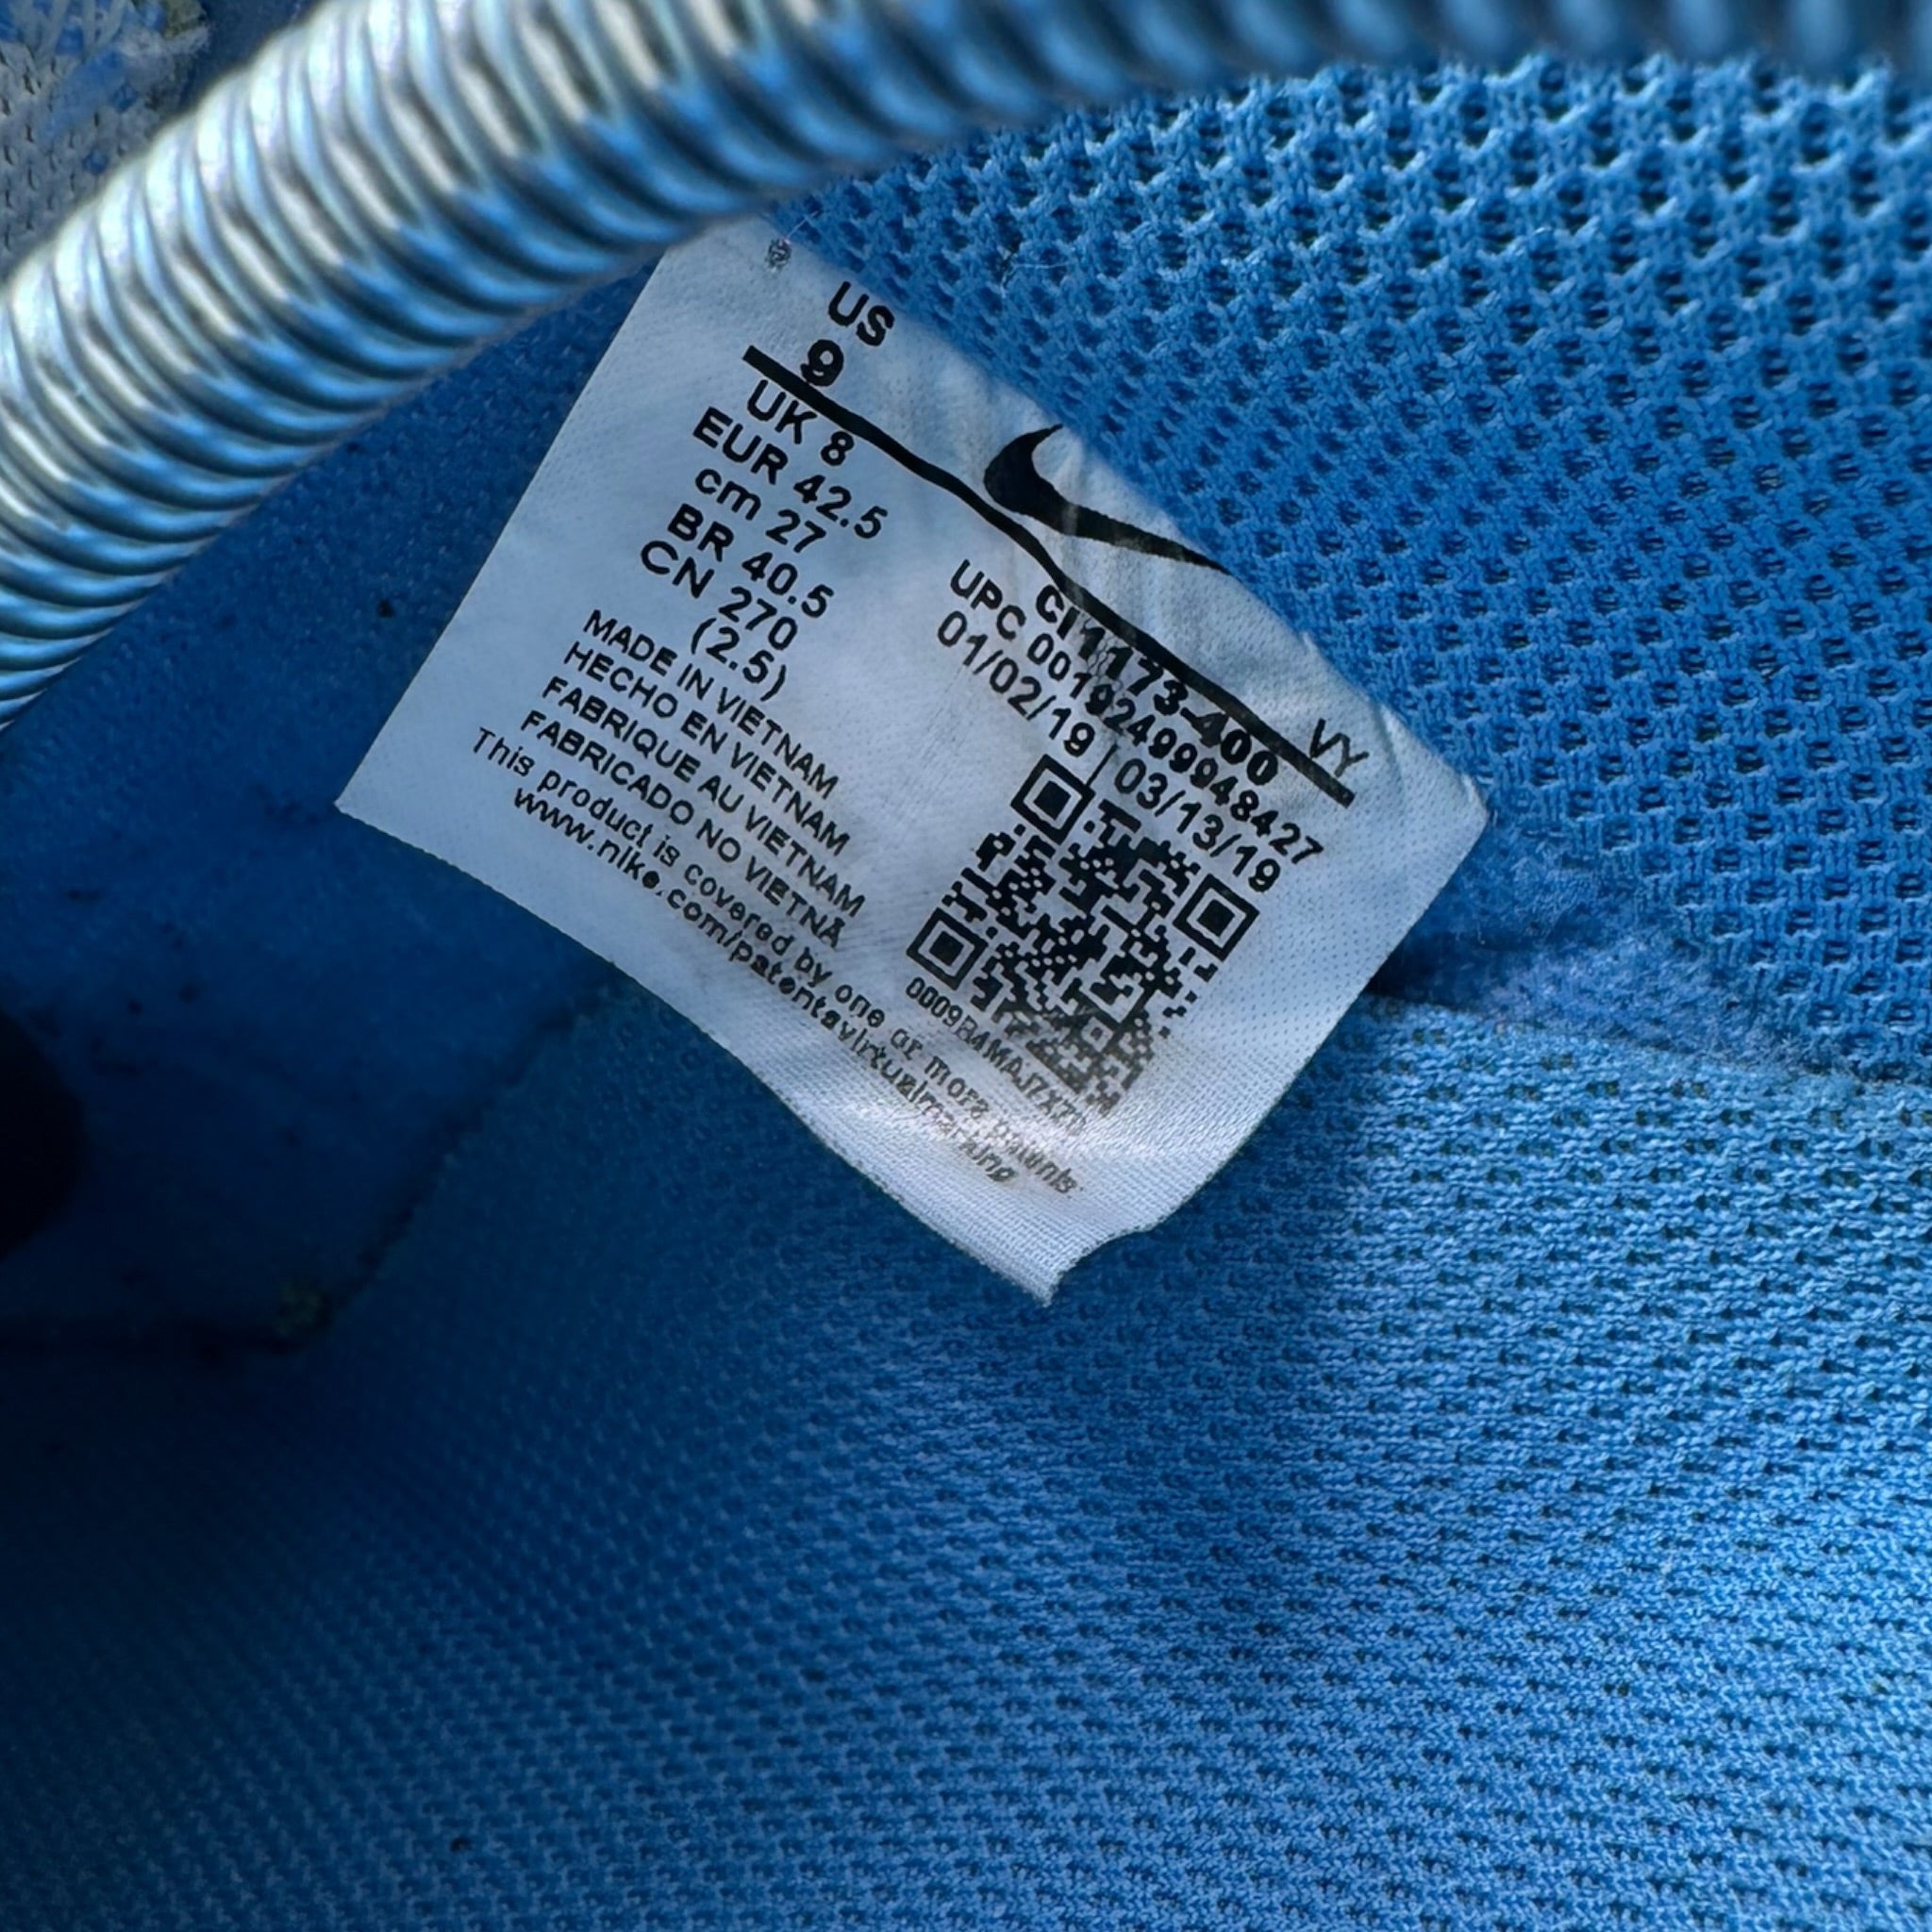 US
9
UK 8
EUR 42.5
cm 27
BR 40.5
CN 270
(2.5)
MADE IN VIETNAM
HECHO EN VIETNAM
FABRIQUE AU VIETNAM
FABRICADO NO VIETNÃ
This product is covered by one or more patents.
www.nike.com/patentavirtualmarking
VY
CI1173-400
UPC 00192499948427
01/02/19 03/13/19